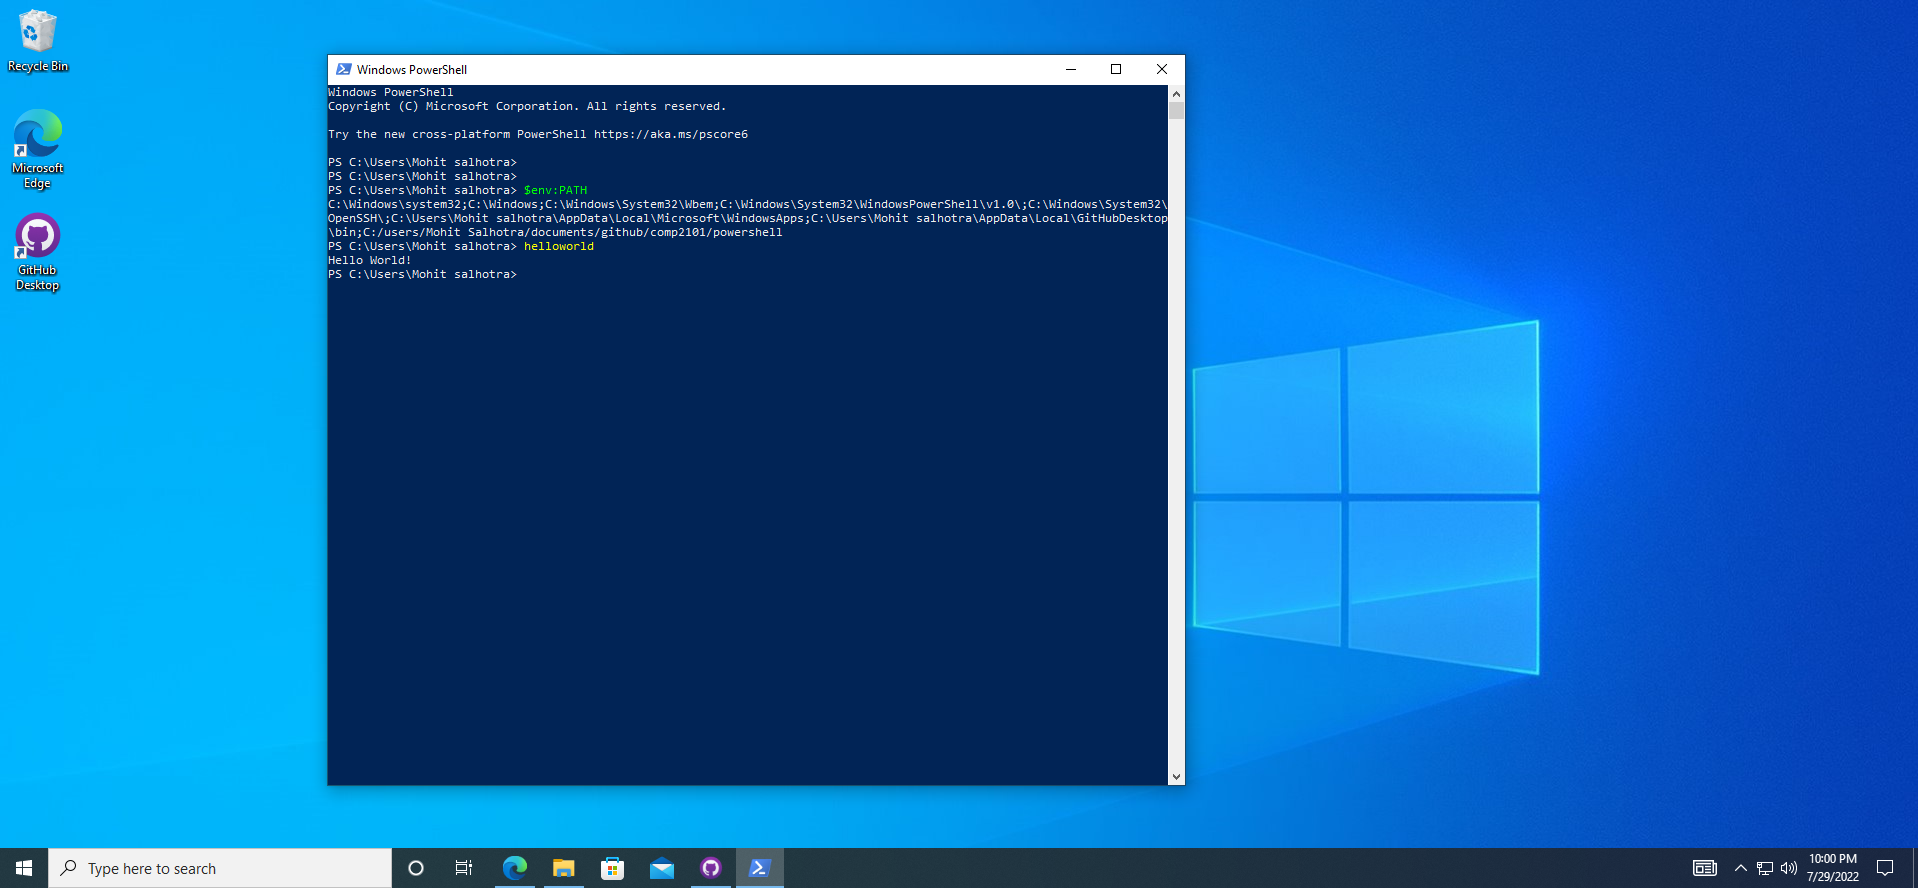 Recycle Bin
Microsoft
Edge
GitHub
Desktop
Windows PowerShell
Windows PowerShell
Copyright (C) Microsoft Corporation. All rights reserved.
Try the new cross-platform PowerShell https://aka.ms/pscore6
PS C:\Users\Mohit salhotra>
PS C:\Users\Mohit salhotra>
PS C:\Users\Mohit salhotra> $env:PATH
C:\Windows\system32;C:\Windows;C:\Windows\System32\Wbem;C:\Windows\System32\WindowsPowerShell\v1.0\;C:\Windows\System32\
OpenSSH\;C:\Users\Mohit salhotra\AppData\Local\Microsoft\WindowsApps;C:\Users\Mohit salhotra\AppData\Local\GitHubDesktop
\bin;C:/users/Mohit Salhotra/documents/github/comp2101/powershell
PS C:\Users\Mohit salhotra> helloworld
Hello World!
PS C:\Users\Mohit salhotra>
Type here to search
10:00 PM
7/29/2022